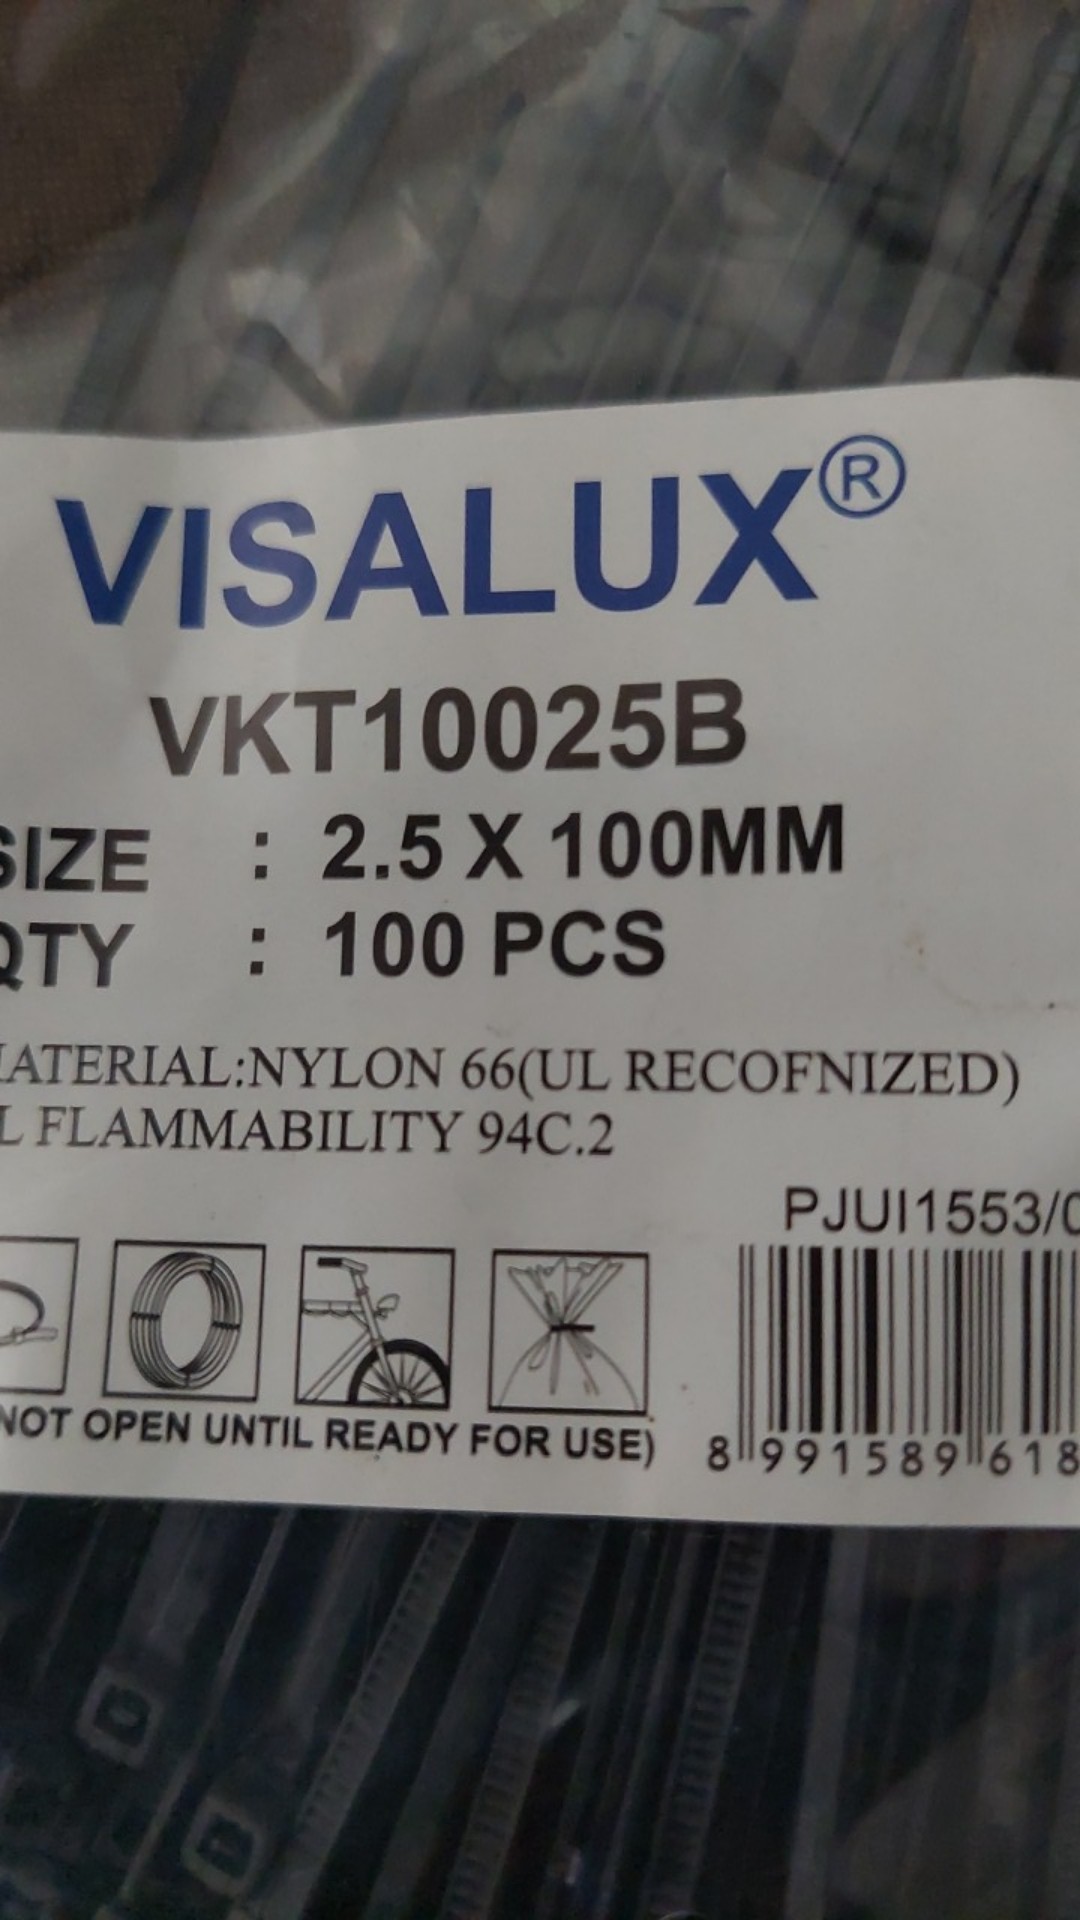 VISALUX®
VKT10025B
SIZE : 2.5 X 100MM
QTY : 100 PCS
MATERIAL:NYLON 66(UL RECOFNIZED)
L FLAMMABILITY 94C.2
PJUI1553/0
NOT OPEN UNTIL READY FOR USE)
8 991589 618